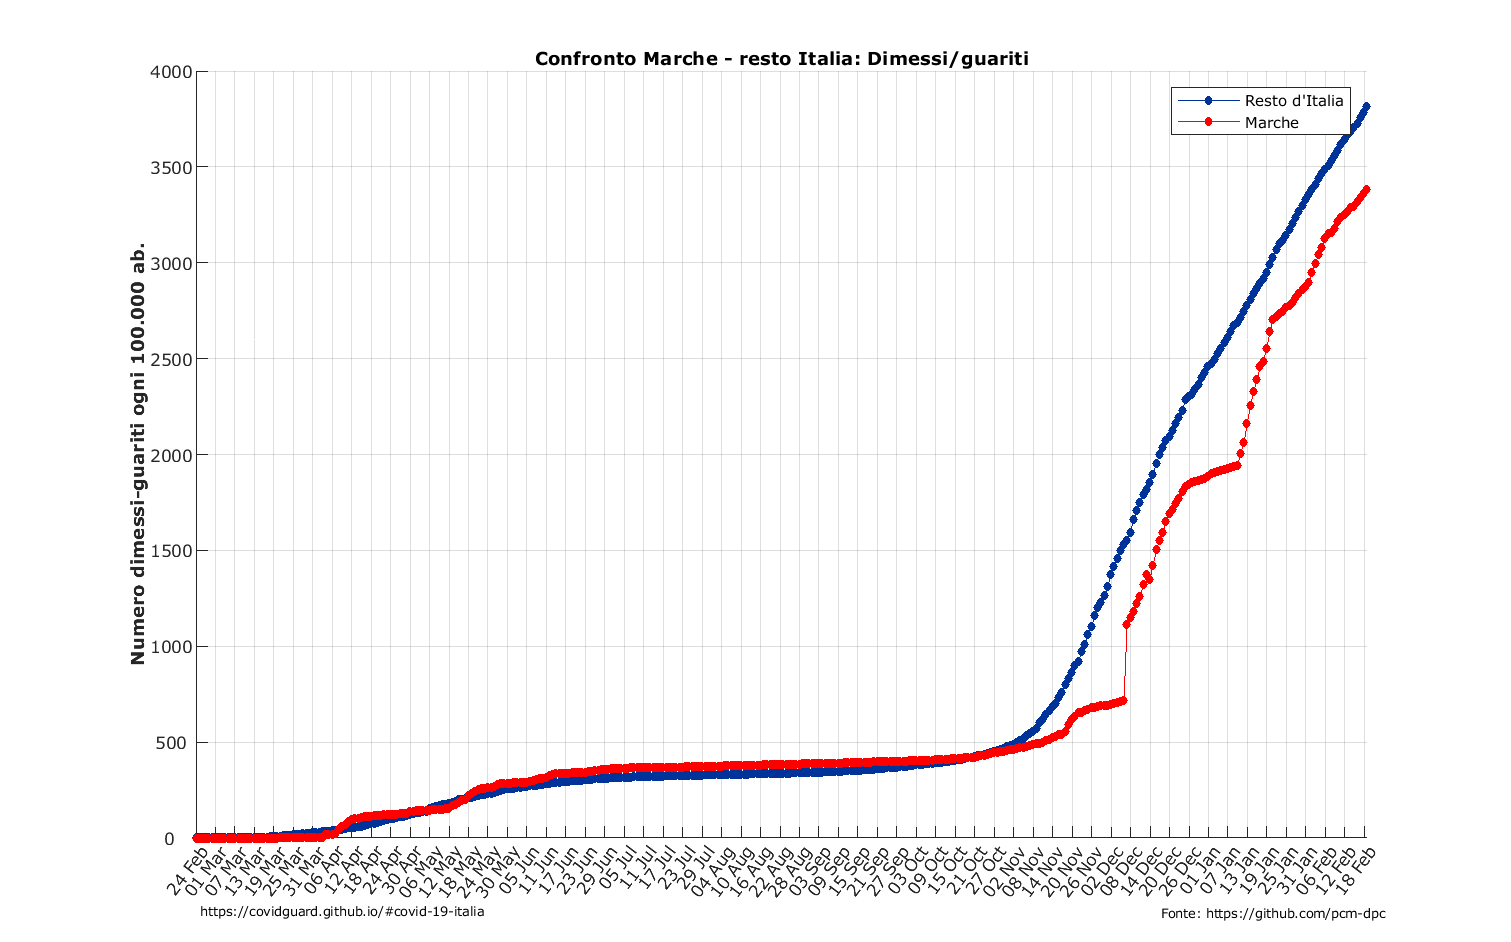 Confronto Marche - resto Italia: Dimessi/guariti
Numero dimessi-guariti ogni 100.000 ab.
4000
3500
3000
2500
2000
1500
1000
500
0
Resto d'Italia
Marche
24 Feb
01 Mar
07 Mar
13 Mar
19 Mar
25 Mar
31 Mar
06 Apr
12 Apr
18 Apr
24 Apr
30 Apr
06 May
12 May
18 May
24 May
30 May
05 Jun
11 Jun
17 Jun
23 Jun
29 Jun
05 Jul
11 Jul
17 Jul
23 Jul
29 Jul
04 Aug
10 Aug
16 Aug
22 Aug
28 Aug
03 Sep
09 Sep
15 Sep
21 Sep
27 Sep
03 Oct
09 Oct
15 Oct
21 Oct
27 Oct
02 Nov
08 Nov
14 Nov
20 Nov
26 Nov
02 Dec
08 Dec
14 Dec
20 Dec
26 Dec
01 Jan
07 Jan
13 Jan
19 Jan
25 Jan
31 Jan
06 Feb
12 Feb
18 Feb
https://covidguard.github.io/#covid-19-italia
Fonte: https://github.com/pcm-dpc